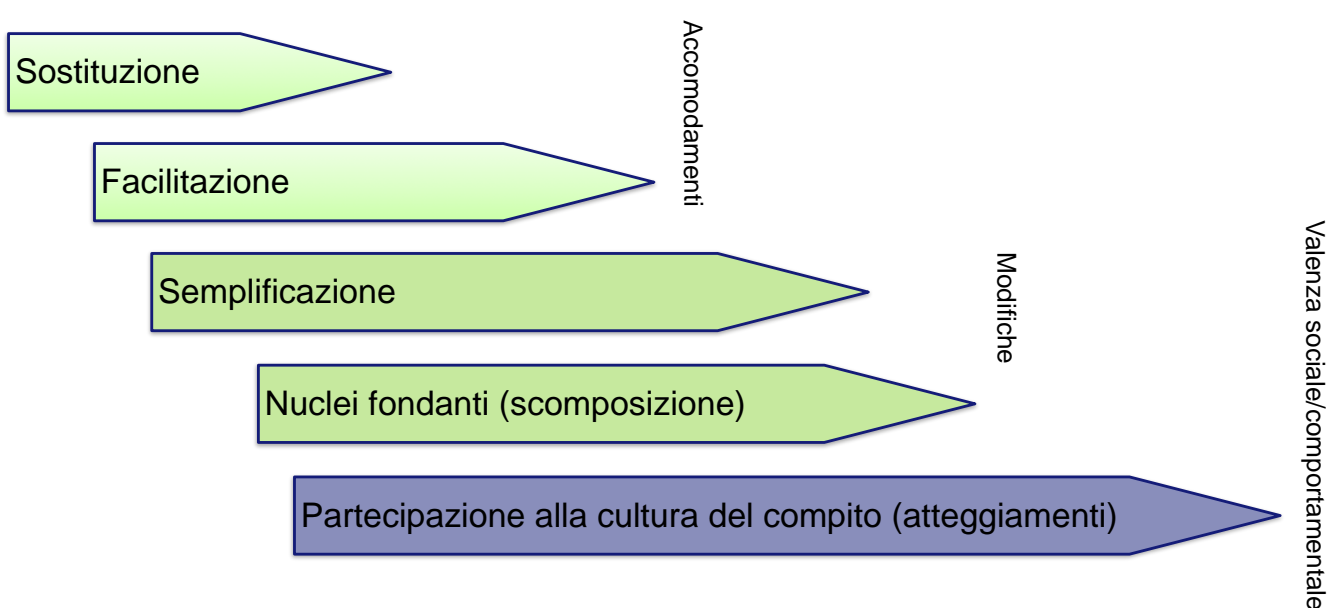 Sostituzione
Accomodamenti
Facilitazione
Semplificazione
Modifiche
Nuclei fondanti (scomposizione)
Partecipazione alla cultura del compito (atteggiamenti)
Valenza sociale/comportamentale